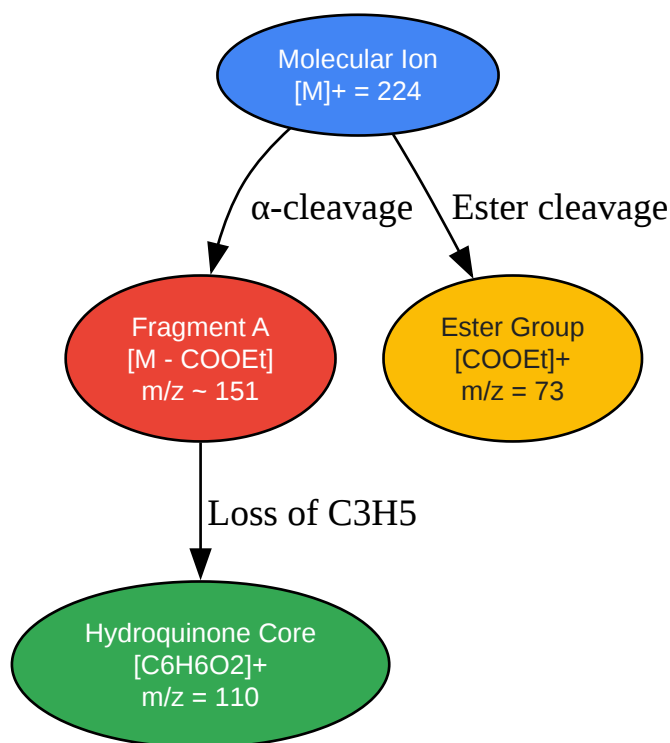 Molecular Ion
[M]+ = 224
α-cleavage
Ester cleavage
Fragment A
[M - COOEt]
m/z ~ 151
Ester Group
[COOEt]+
m/z = 73
Loss of C3H5
Hydroquinone Core
[C6H6O2]+
m/z = 110